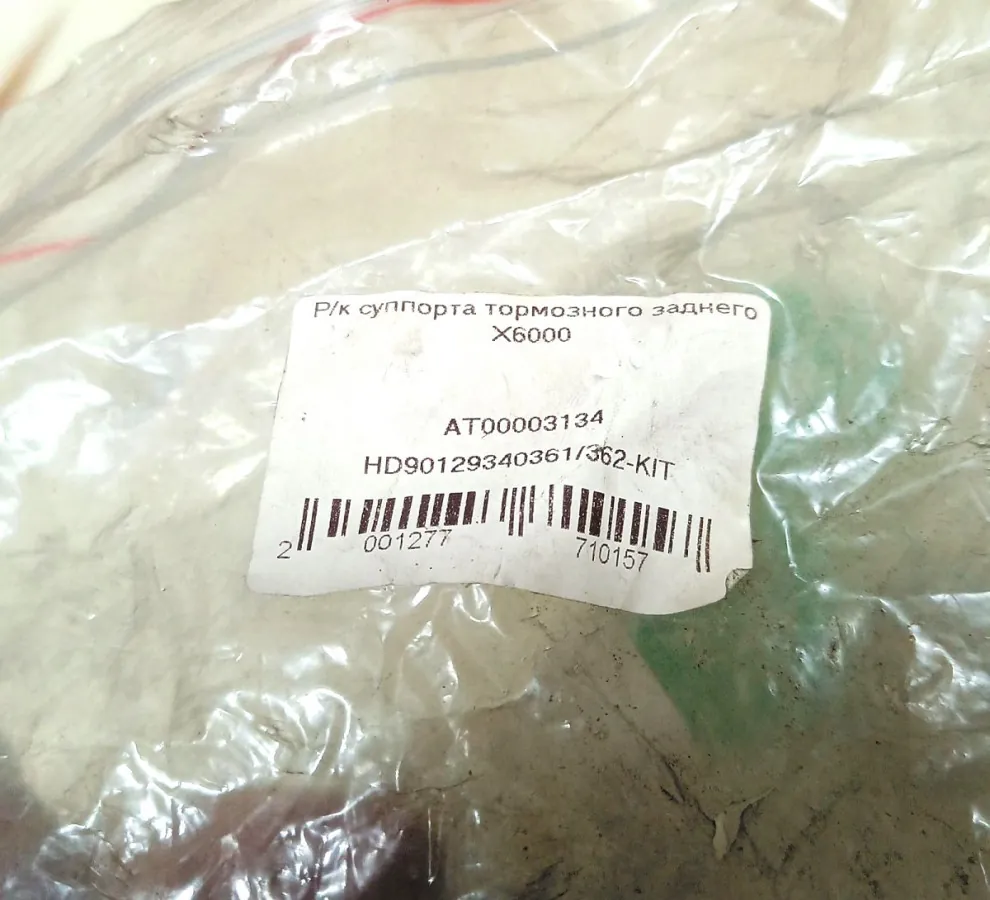 Р/к суппорта тормозного заднего
X6000
AT00003134
HD90129340361/362-KIT
2 001277 710157